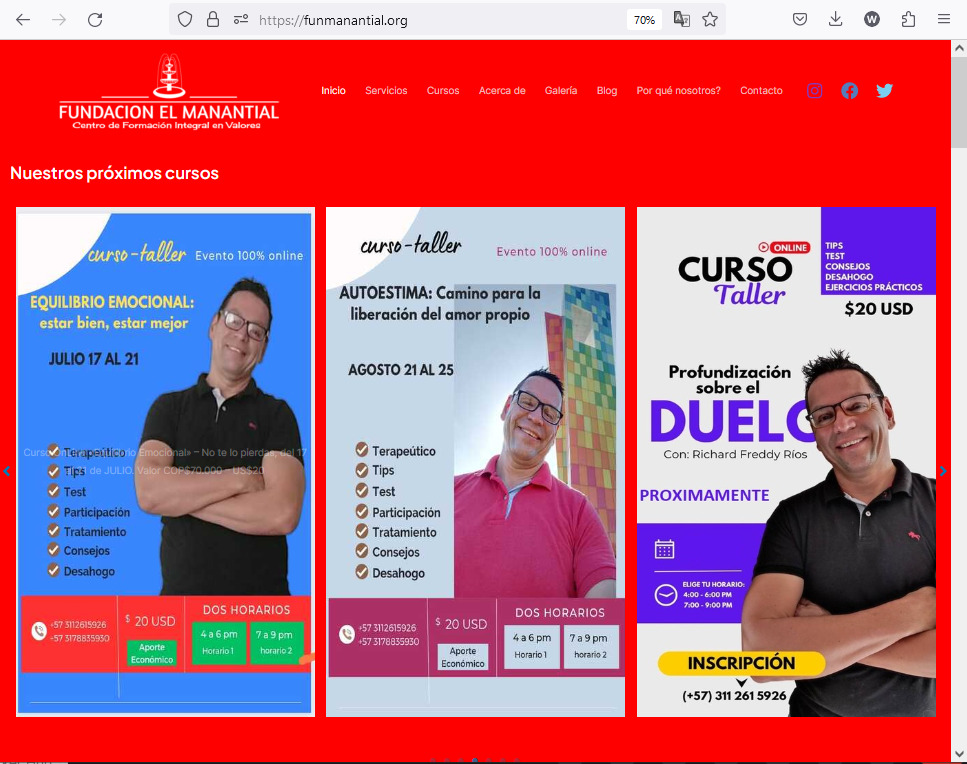 https://funmanantial.org
70%
W
FUNDACION EL MANANTIAL
Centro de Formación Integral en Valores
Inicio
Servicios
Cursos
Acerca de
Galería
Blog
Por qué nosotros?
Contacto
Nuestros próximos cursos
curso-taller
Evento 100% online
EQUILIBRIO EMOCIONAL:
estar bien, estar mejor
JULIO 17 AL 21
Terapeútico
Tips
Test
Participación
Tratamiento
Consejos
Desahogo
Emocional» – No te lo pierdas, del 17
de JULIO. Valor COP$70.000 – US$20
+57 3112615926
+57 3178835930
$ 20 USD
Aporte
Económico
DOS HORARIOS
4 a 6 pm
Horario 1
7 a 9 pm
horario 2
curso-taller
Evento 100% online
AUTOESTIMA: Camino para la
liberación del amor propio
AGOSTO 21 AL 25
Terapeútico
Tips
Test
Participación
Tratamiento
Consejos
Desahogo
+57 3112615926
+57 3178835930
$ 20 USD
Aporte
Económico
DOS HORARIOS
4 a 6 pm
Horario 1
7 a 9 pm
horario 2
ONLINE
CURSO
Taller
TIPS
TEST
CONSEJOS
DESAHOGO
EJERCICIOS PRÁCTICOS
$20 USD
Profundización
sobre el
DUELO
Con: Richard Freddy Ríos
PROXIMAMENTE
ELIGE TU HORARIO:
4:00 - 6:00 PM
7:00 - 9:00 PM
INSCRIPCIÓN
(+57) 311 261 5926